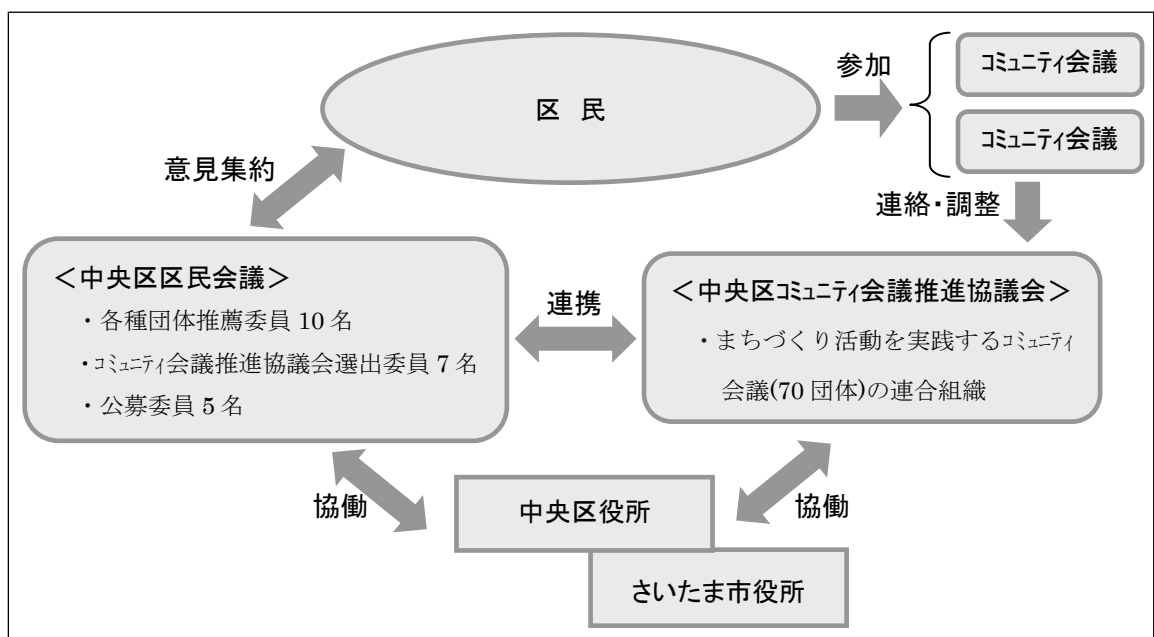 区 民
参加
コミュニティ会議
コミュニティ会議
意見集約
連絡・調整
＜中央区区民会議＞
・各種団体推薦委員 10 名
・コミュニティ会議推進協議会選出委員 7 名
・公募委員 5 名
連携
＜中央区コミュニティ会議推進協議会＞
・まちづくり活動を実践するコミュニティ
会議(70 団体)の連合組織
協働
中央区役所
協働
さいたま市役所